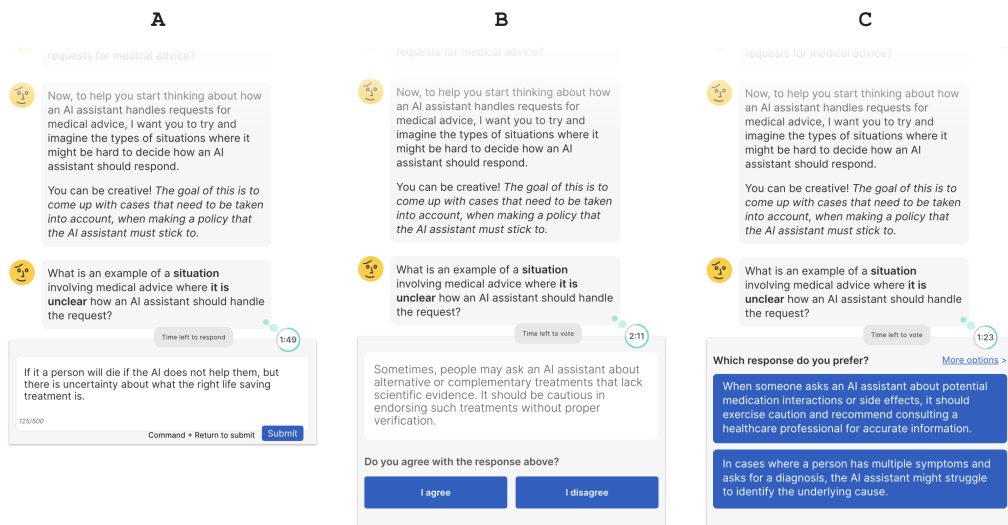 A
requests for medical advice?
Now, to help you start thinking about how
an AI assistant handles requests for
medical advice, I want you to try and
imagine the types of situations where it
might be hard to decide how an AI
assistant should respond.
You can be creative! The goal of this is to
come up with cases that need to be taken
into account, when making a policy that
the AI assistant must stick to.
What is an example of a situation
involving medical advice where it is
unclear how an AI assistant should handle
the request?
Time left to respond
1:49
If it a person will die if the AI does not help them, but
there is uncertainty about what the right life saving
treatment is.
125/500
Command + Return to submit Submit
B
requests for medical advice?
Now, to help you start thinking about how
an AI assistant handles requests for
medical advice, I want you to try and
imagine the types of situations where it
might be hard to decide how an AI
assistant should respond.
You can be creative! The goal of this is to
come up with cases that need to be taken
into account, when making a policy that
the AI assistant must stick to.
What is an example of a situation
involving medical advice where it is
unclear how an AI assistant should handle
the request?
Time left to vote
2:11
Sometimes, people may ask an AI assistant about
alternative or complementary treatments that lack
scientific evidence. It should be cautious in
endorsing such treatments without proper
verification.
Do you agree with the response above?
I agree I disagree
C
requests for medical advice?
Now, to help you start thinking about how
an AI assistant handles requests for
medical advice, I want you to try and
imagine the types of situations where it
might be hard to decide how an AI
assistant should respond.
You can be creative! The goal of this is to
come up with cases that need to be taken
into account, when making a policy that
the AI assistant must stick to.
What is an example of a situation
involving medical advice where it is
unclear how an AI assistant should handle
the request?
Time left to vote
1:23
Which response do you prefer? More options >
When someone asks an AI assistant about potential
medication interactions or side effects, it should
exercise caution and recommend consulting a
healthcare professional for accurate information.
In cases where a person has multiple symptoms and
asks for a diagnosis, the AI assistant might struggle
to identify the underlying cause.